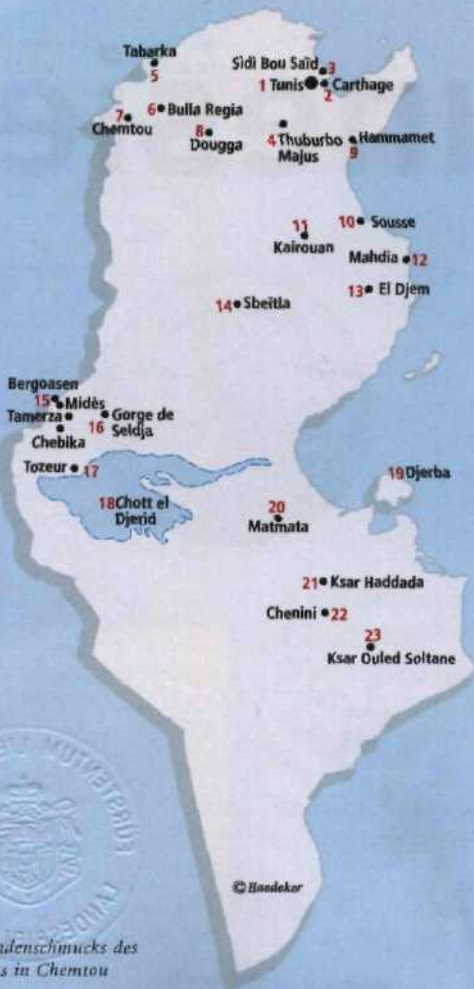 Tabarka
5
Sidi Bou Saïd
3
1 Tunis
Carthage
2
6 Bulla Regia
7
Chemtou
8
Dougga
4 Thuburbo
Majus
Hammamet
9
10 Sousse
11
Kairouan
Mahdia 12
13 El Djem
14 Sbeïtla
Bergoasen
15 Midès
Tamerza
Chebika
16 Gorge de
Seldja
Tozeur 17
18 Chott el
Djerid
19 Djerba
20
Matmata
21 Ksar Haddada
Chenini 22
23
Ksar Ouled Soltane
© Baedeker
FÜRSTENTUM
ndenschmucks des
s in Chemtou